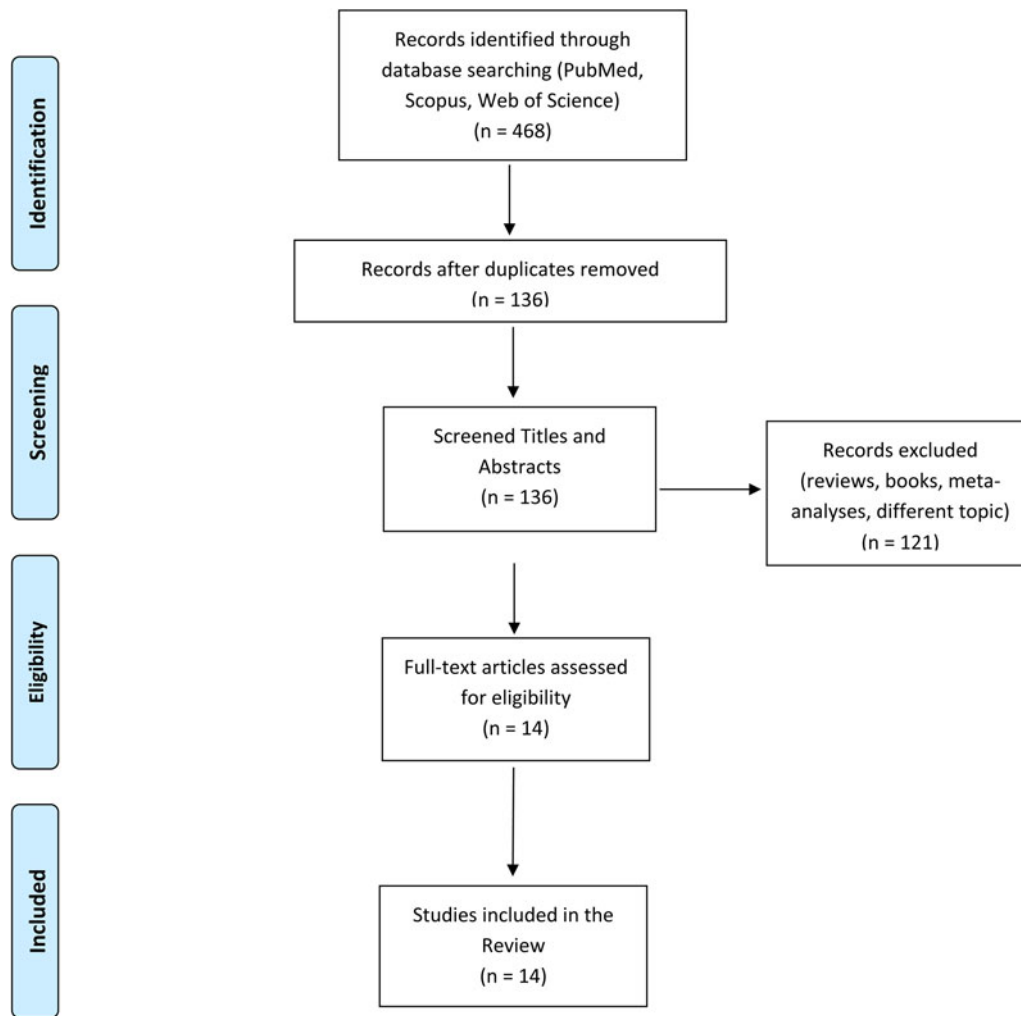 Identification
Records identified through
database searching (PubMed,
Scopus, Web of Science)
(n = 468)
Records after duplicates removed
(n = 136)
Screening
Screened Titles and
Abstracts
(n = 136)
Records excluded
(reviews, books, meta-
analyses, different topic)
(n = 121)
Eligibility
Full-text articles assessed
for eligibility
(n = 14)
Included
Studies included in the
Review
(n = 14)